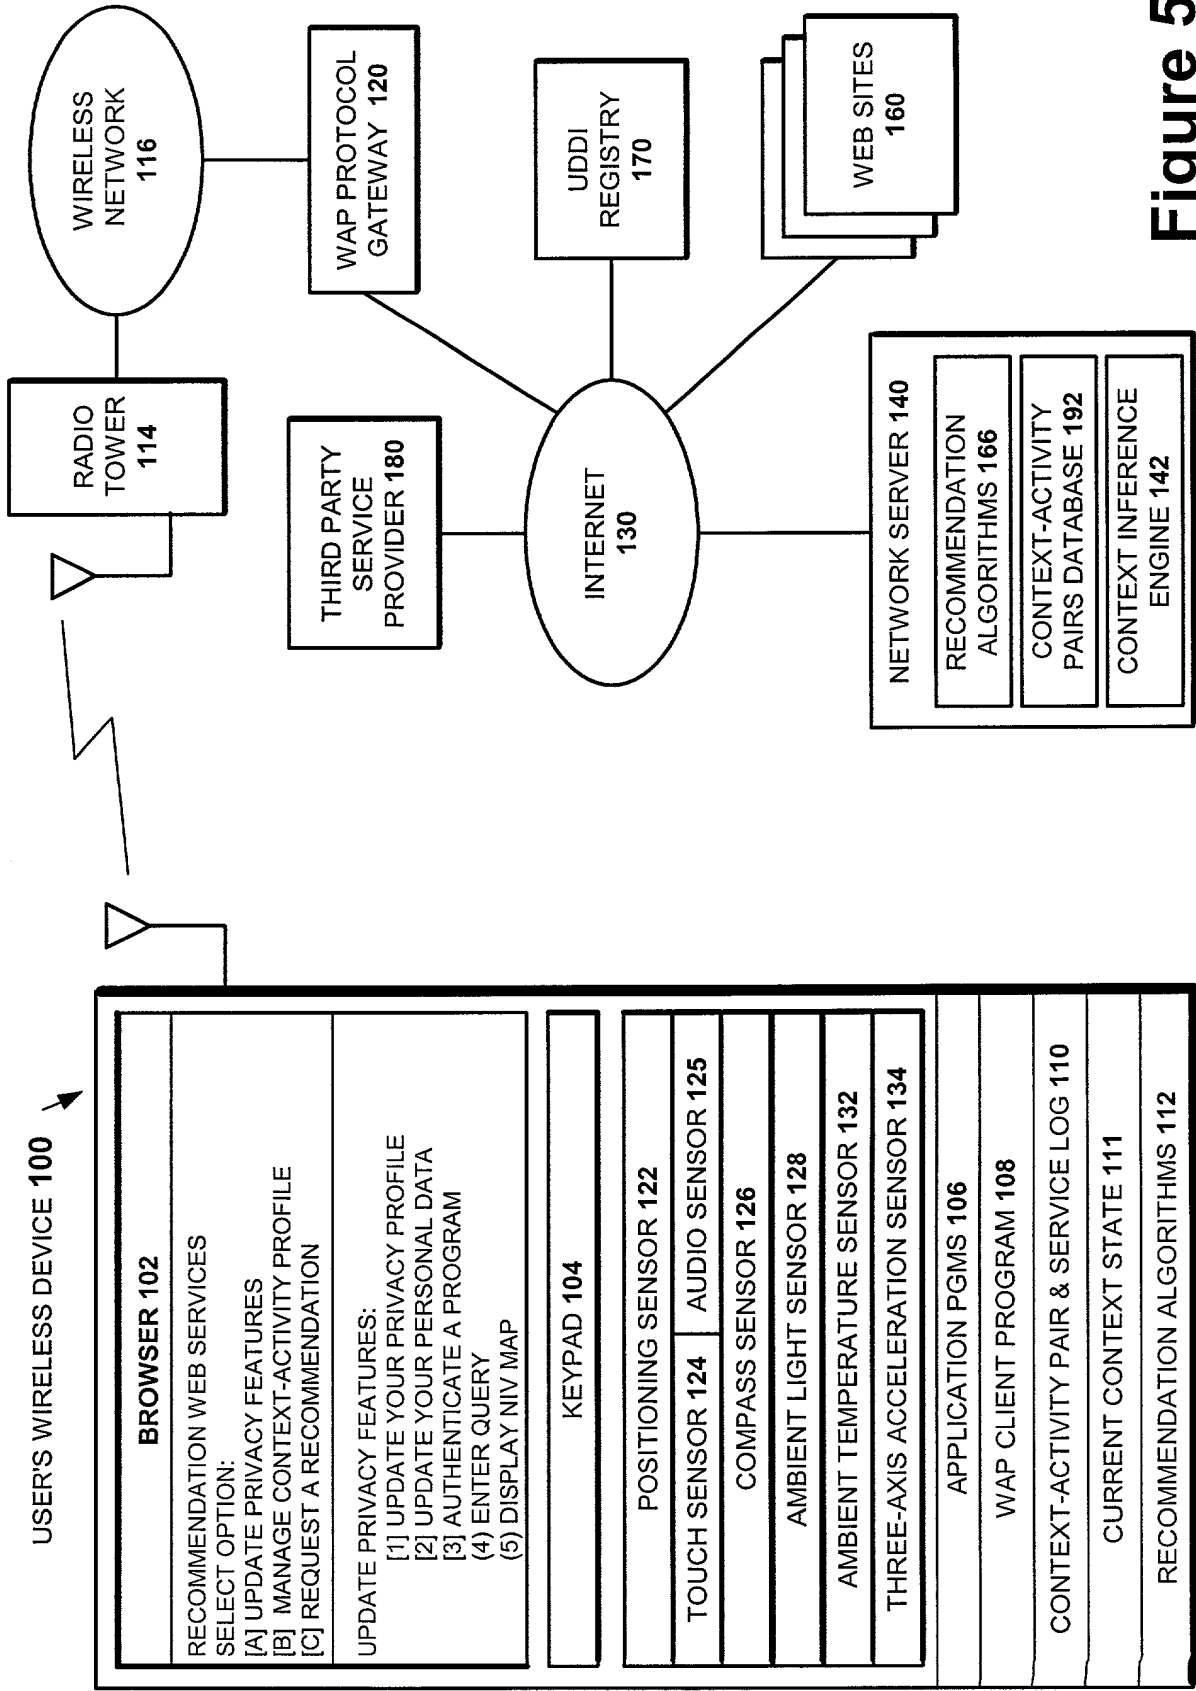 USER'S WIRELESS DEVICE 100
BROWSER 102
RECOMMENDATION WEB SERVICES
SELECT OPTION:
[A] UPDATE PRIVACY FEATURES
[B] MANAGE CONTEXT-ACTIVITY PROFILE
[C] REQUEST A RECOMMENDATION
UPDATE PRIVACY FEATURES:
[1] UPDATE YOUR PRIVACY PROFILE
[2] UPDATE YOUR PERSONAL DATA
[3] AUTHENTICATE A PROGRAM
(4) ENTER QUERY
(5) DISPLAY NIV MAP
KEYPAD 104
POSITIONING SENSOR 122
TOUCH SENSOR 124
AUDIO SENSOR 125
COMPASS SENSOR 126
AMBIENT LIGHT SENSOR 128
AMBIENT TEMPERATURE SENSOR 132
THREE-AXIS ACCELERATION SENSOR 134
APPLICATION PGMS 106
WAP CLIENT PROGRAM 108
CONTEXT-ACTIVITY PAIR & SERVICE LOG 110
CURRENT CONTEXT STATE 111
RECOMMENDATION ALGORITHMS 112
RADIO
TOWER
114
WIRELESS
NETWORK
116
WAP PROTOCOL
GATEWAY 120
THIRD PARTY
SERVICE
PROVIDER 180
INTERNET
130
UDDI
REGISTRY
170
WEB SITES
160
NETWORK SERVER 140
RECOMMENDATION
ALGORITHMS 166
CONTEXT-ACTIVITY
PAIRS DATABASE 192
CONTEXT INFERENCE
ENGINE 142
Figure 5